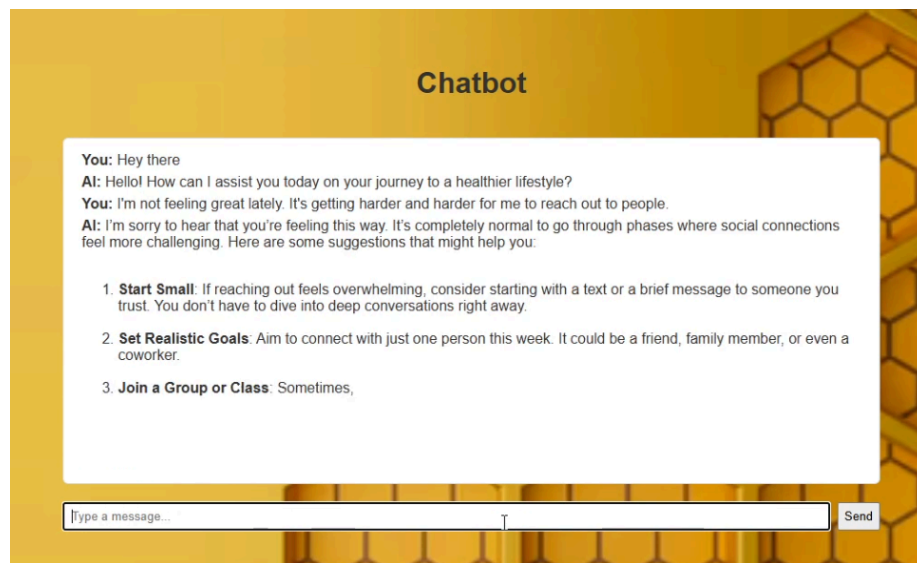 Chatbot
You: Hey there
AI: Hello! How can I assist you today on your journey to a healthier lifestyle?
You: I'm not feeling great lately. It's getting harder and harder for me to reach out to people.
AI: I'm sorry to hear that you're feeling this way. It's completely normal to go through phases where social connections
feel more challenging. Here are some suggestions that might help you:
1. Start Small: If reaching out feels overwhelming, consider starting with a text or a brief message to someone you
trust. You don't have to dive into deep conversations right away.
2. Set Realistic Goals: Aim to connect with just one person this week. It could be a friend, family member, or even a
coworker.
3. Join a Group or Class: Sometimes,
Type a message...
Send